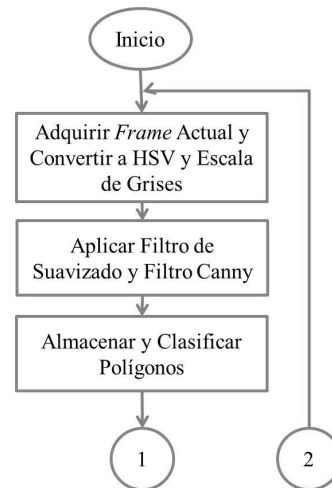 Inicio
Adquirir Frame Actual y
Convertir a HSV y Escala
de Grises
Aplicar Filtro de
Suavizado y Filtro Canny
Almacenar y Clasificar
Polígonos
1
2